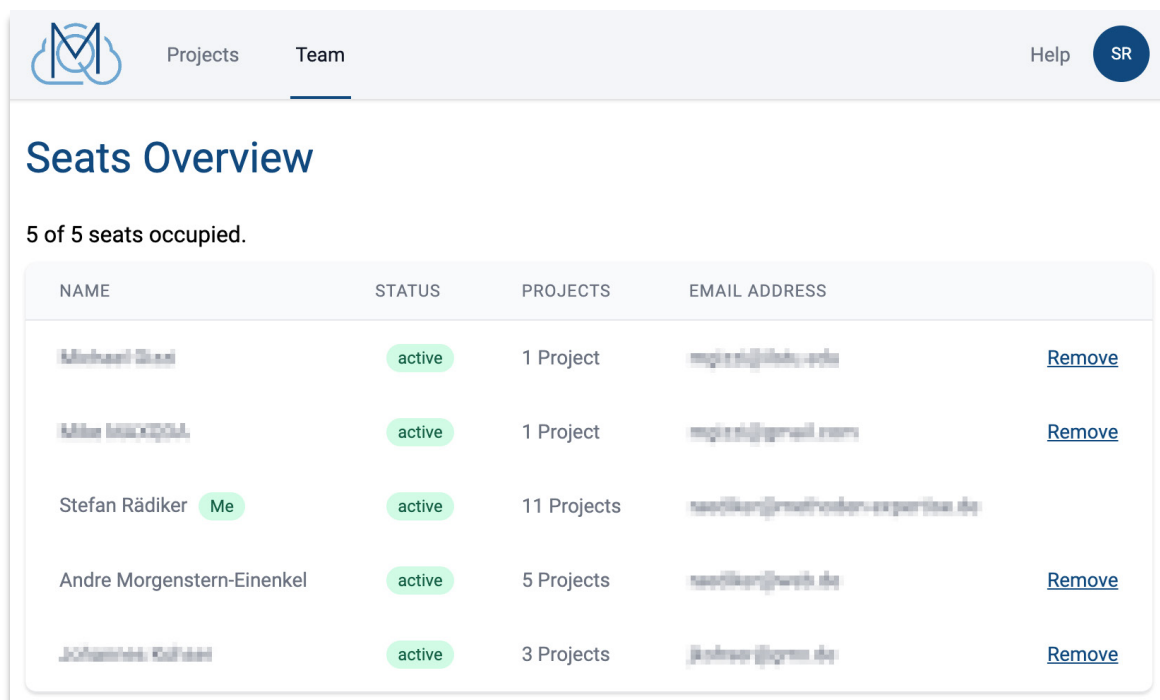 Projects Team Help SR
Seats Overview
5 of 5 seats occupied.
NAME STATUS PROJECTS EMAIL ADDRESS
active 1 Project Remove
active 1 Project Remove
Stefan Rädiker Me active 11 Projects
Andre Morgenstern-Einenkel active 5 Projects Remove
active 3 Projects Remove